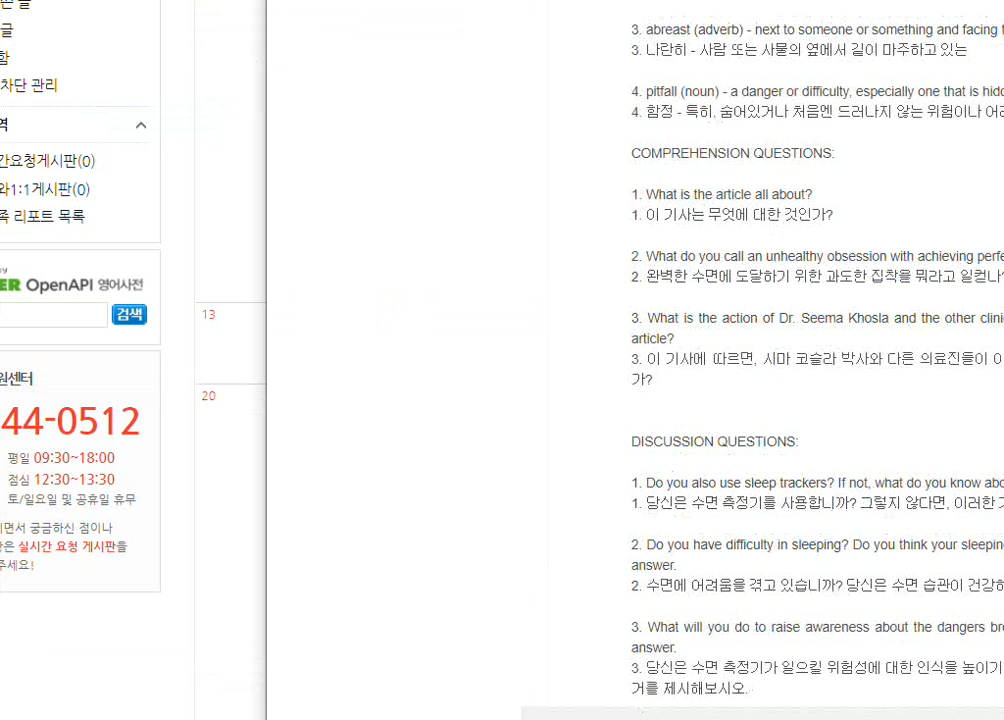 글
차단 관리
간요청게시판(0)
와1:1게시판(0)
족 리포트 목록
OpenAPI 영어사전
검색
원센터
44-0512
평일 09:30~18:00
점심 12:30~13:30
토/일요일 및 공휴일 휴무
시면서 궁금하신 점이나
항은 실시간 요청 게시판을
주세요!
13
20
3. abreast (adverb) - next to someone or something and facing
3. 나란히 - 사람 또는 사물의 옆에서 길이 마주하고 있는
4. pitfall (noun) - a danger or difficulty, especially one that is
4. 함정 - 특히, 숨어있거나 처음엔 드러나지 않는 위험이나
COMPREHENSION QUESTIONS:
1. What is the article all about?
1. 이 기사는 무엇에 대한 것인가?
2. What do you call an unhealthy obsession with achieving
2. 완벽한 수면에 도달하기 위한 과도한 집착을 뭐라고 일컫나
3. What is the action of Dr. Seema Khosla and the other
article?
3. 이 기사에 따르면, 시마 코슬라 박사와 다른 의료진들이
가?
DISCUSSION QUESTIONS:
1. Do you also use sleep trackers? If not, what do you know
1. 당신은 수면 측정기를 사용합니까? 그렇지 않다면, 이러한
2. Do you have difficulty in sleeping? Do you think your
answer.
2. 수면에 어려움을 겪고 있습니까? 당신은 수면 습관이
3. What will you do to raise awareness about the dangers
answer.
3. 당신은 수면 측정기가 일으킬 위험성에 대한 인식을 높이기
거를 제시해보시오.